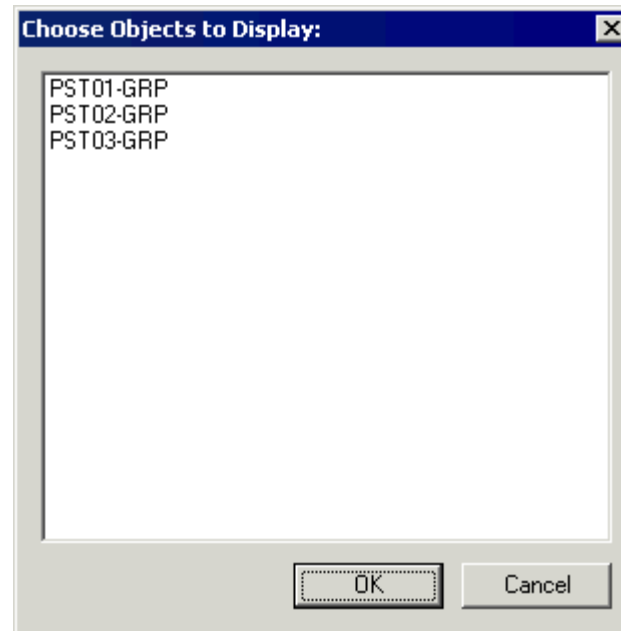 Choose Objects to Display:
PST01-GRP
PST02-GRP
PST03-GRP
OK
Cancel